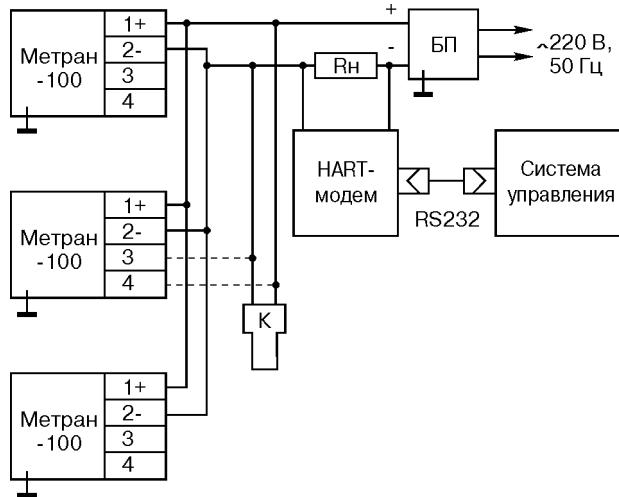 Метран
-100
1+
2-
3
4
+
-
БП
~220 В,
50 Гц
Rн
HART-
модем
RS232
Система
управления
Метран
-100
1+
2-
3
4
К
Метран
-100
1+
2-
3
4